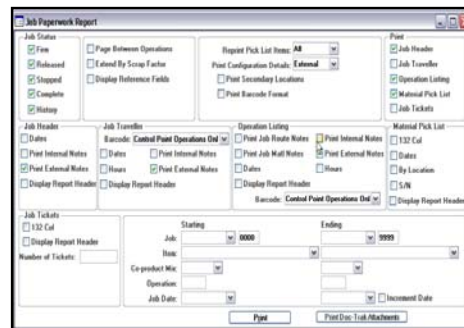 Job Paperwork Report
Job Status
Firm
Released
Stopped
Complete
History
Page Between Operations
Extend By Scrap Factor
Display Reference Fields
Reprint Pick List Items: All
Print Configuration Details: External
Print Secondary Locations
Print Barcode Format
Print
Job Header
Job Traveller
Operation Listing
Material Pick List
Job Tickets
Job Header
Dates
Print Internal Notes
Print External Notes
Display Report Header
Job Traveller
Barcode: Control Point Operations Onl
Dates
Print Internal Notes
Hours
Print External Notes
Display Report Header
Operation Listing
Print Job Route Notes
Print Internal Notes
Print Job Matl Notes
Print External Notes
Dates
Hours
Display Report Header
Barcode: Control Point Operations Onl
Material Pick List
132 Col
Dates
By Location
S/N
Display Report Header
Job Tickets
132 Col
Display Report Header
Number of Tickets:
Starting
Ending
Job: 0000 9999
Item:
Co-product Mix:
Operation:
Job Date:
Increment Date
Print
Print Doc-Trak Attachments